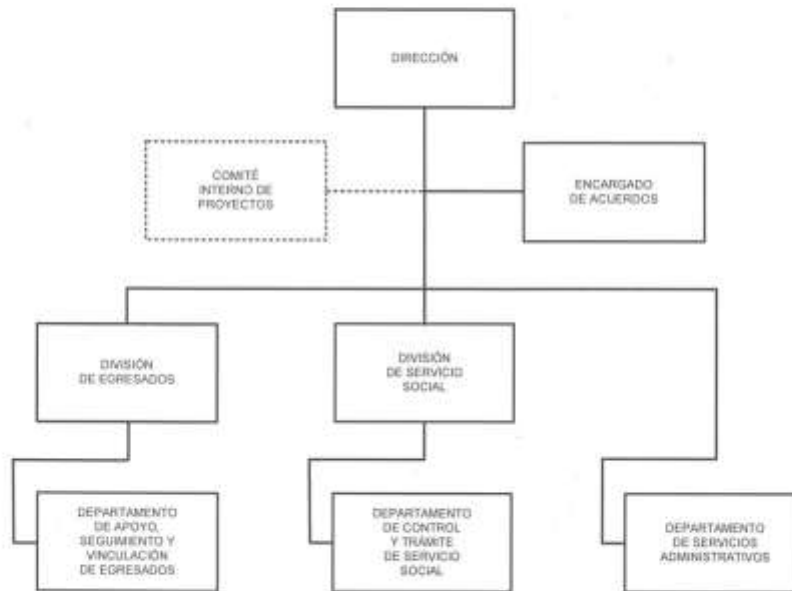 DIRECCIÓN
COMITÉ
INTERNO DE
PROYECTOS
ENCARGADO
DE ACUERDOS
DIVISIÓN
DE EGRESADOS
DIVISIÓN
DE SERVICIO
SOCIAL
DEPARTAMENTO
DE APOYO,
SEGUIMIENTO Y
VINCULACIÓN
DE EGRESADOS
DEPARTAMENTO
DE CONTROL
Y TRÁMITE
DE SERVICIO
SOCIAL
DEPARTAMENTO
DE SERVICIOS
ADMINISTRATIVOS